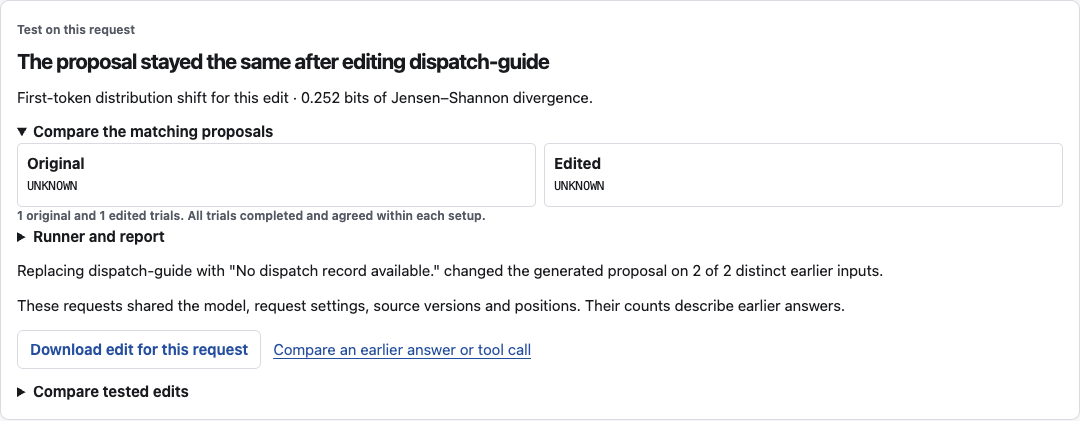 Test on this request
The proposal stayed the same after editing dispatch-guide
First-token distribution shift for this edit · 0.252 bits of Jensen–Shannon divergence.
▼ Compare the matching proposals
Original
UNKNOWN
Edited
UNKNOWN
1 original and 1 edited trials. All trials completed and agreed within each setup.
▶ Runner and report
Replacing dispatch-guide with "No dispatch record available." changed the generated proposal on 2 of 2 distinct earlier inputs.
These requests shared the model, request settings, source versions and positions. Their counts describe earlier answers.
Download edit for this request
Compare an earlier answer or tool call
▶ Compare tested edits